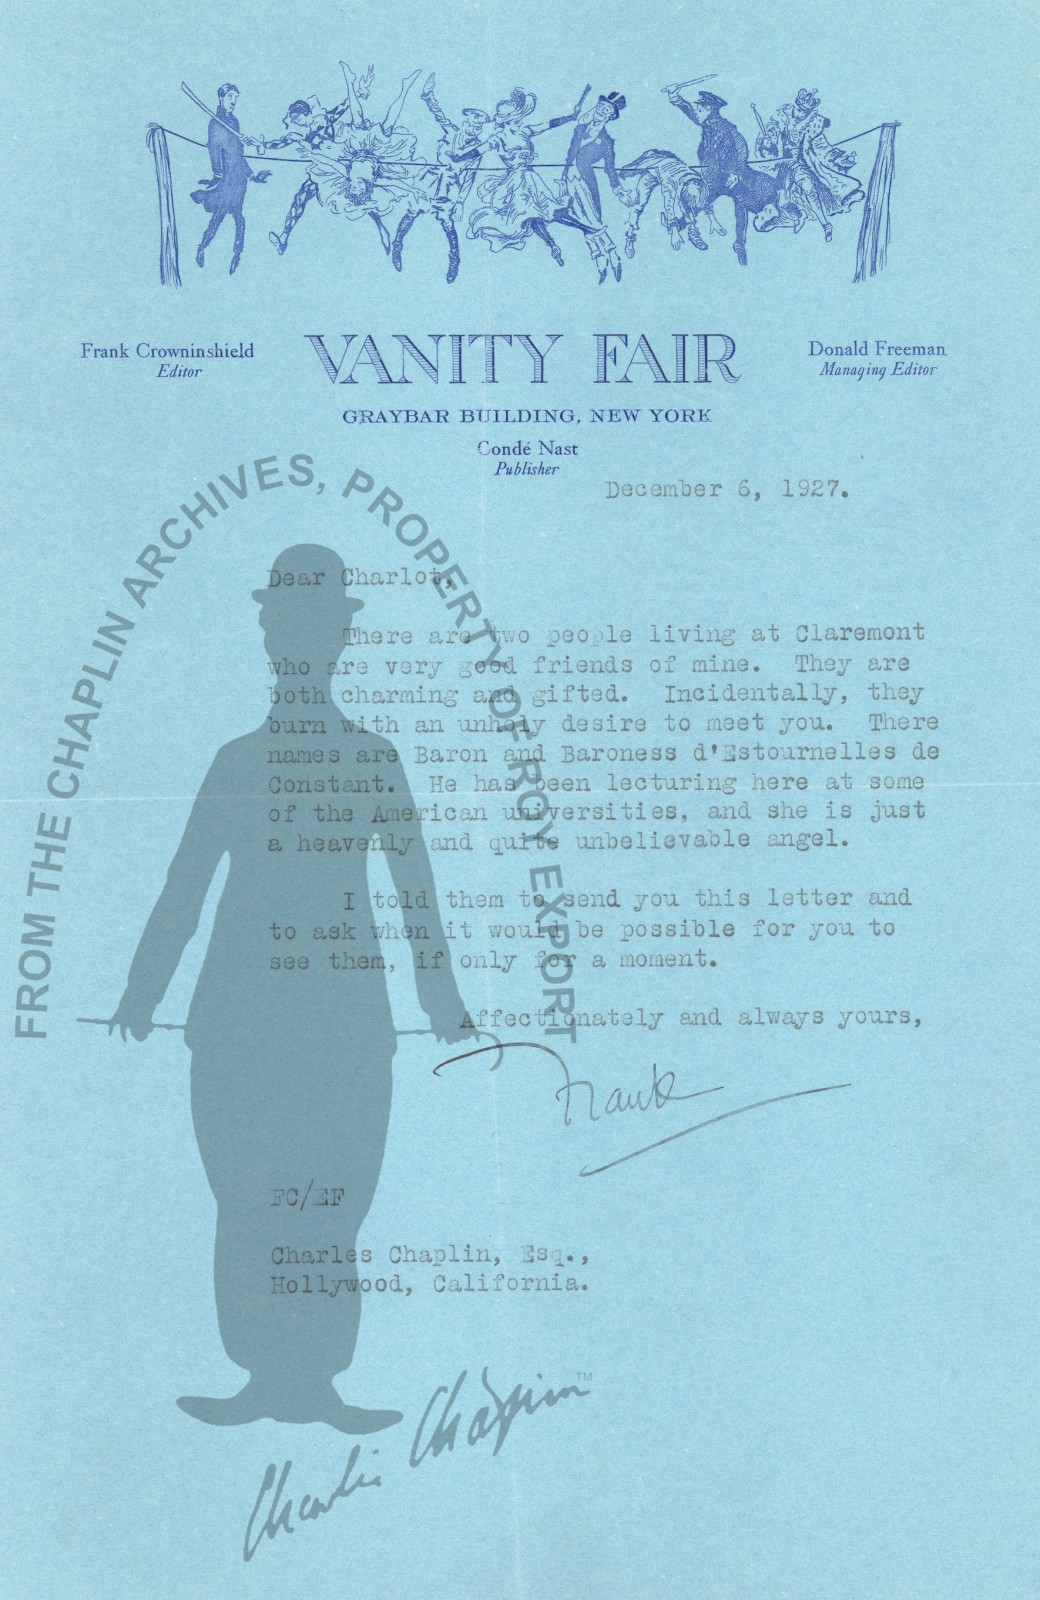 Frank Crowninshield
Editor
VANITY FAIR
Donald Freeman
Managing Editor
GRAYBAR BUILDING, NEW YORK
Condé Nast
Publisher
December 6, 1927.
FROM THE CHAPLIN ARCHIVES, PROPERTY OF ROY EXPORT
Dear Charlot,
There are two people living at Claremont
who are very good friends of mine. They are
both charming and gifted. Incidentally, they
burn with an unholy desire to meet you. There
names are Baron and Baroness d'Estournelles de
Constant. He has been lecturing here at some
of the American universities, and she is just
a heavenly and quite unbelievable angel.
I told them to send you this letter and
to ask when it would be possible for you to
see them, if only for a moment.
Affectionately and always yours,
Frank
FC/EF
Charles Chaplin, Esq.,
Hollywood, California.
Charlie Chaplin™